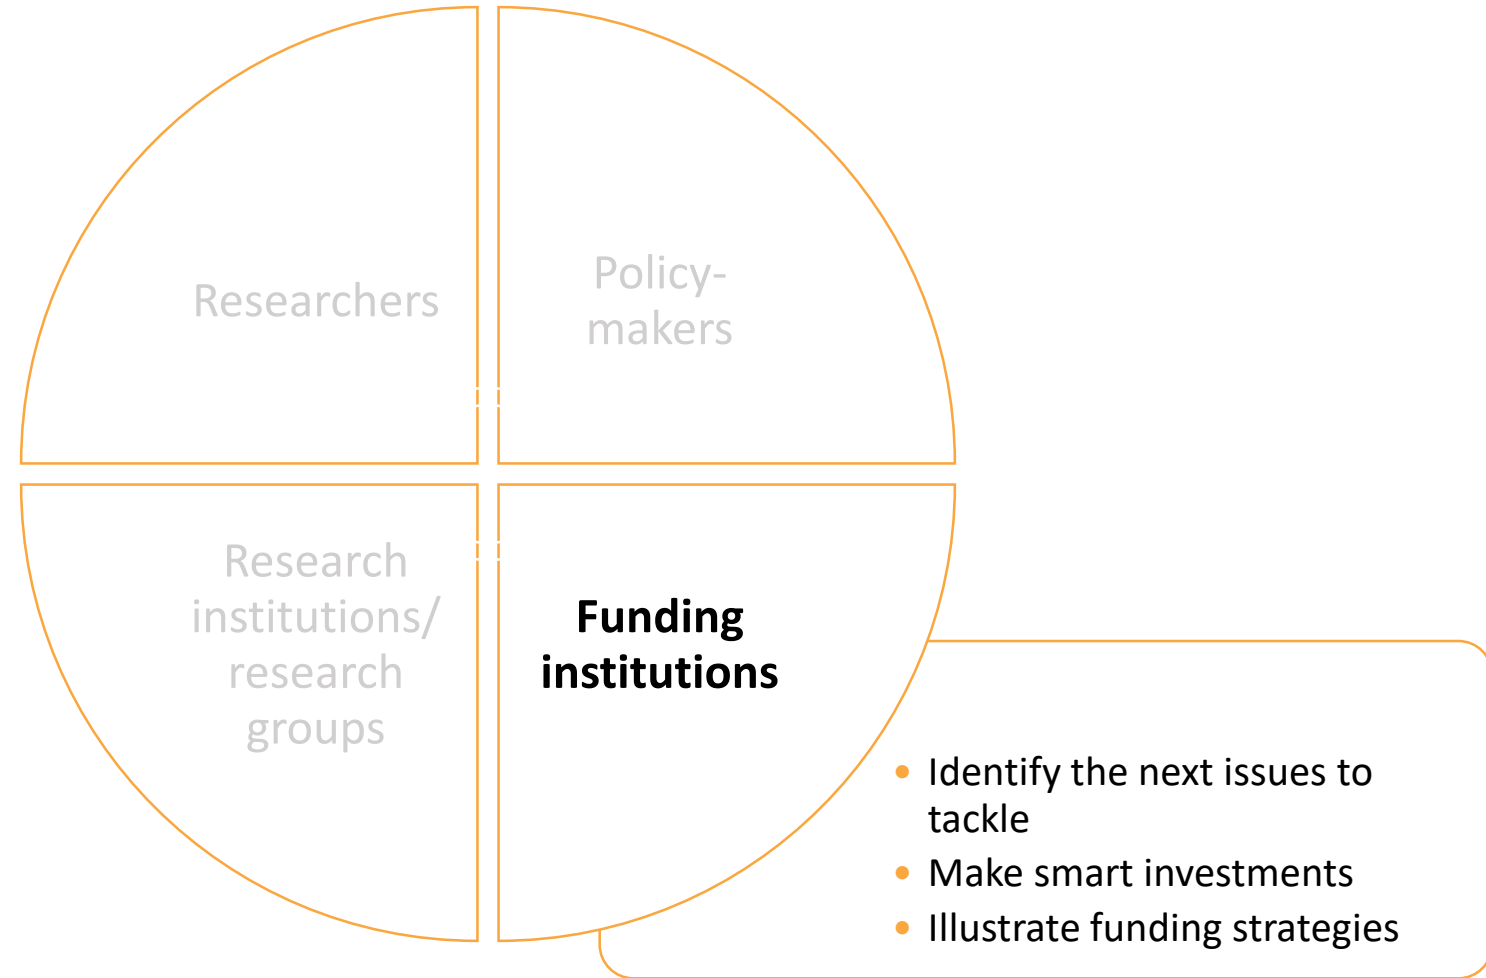 Researchers
Policy-
makers
Research
institutions/
research
groups
Funding
institutions
• Identify the next issues to
tackle
• Make smart investments
• Illustrate funding strategies